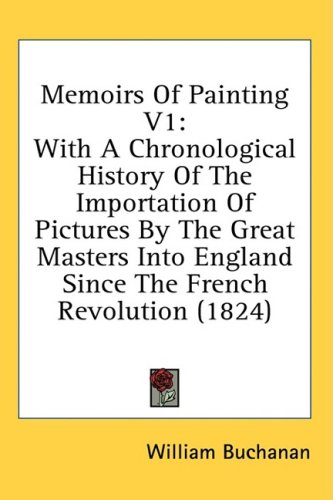 Memoirs Of Painting
V1:
With A Chronological
History Of The
Importation Of
Pictures By The Great
Masters Into England
Since The French
Revolution (1824)
William Buchanan